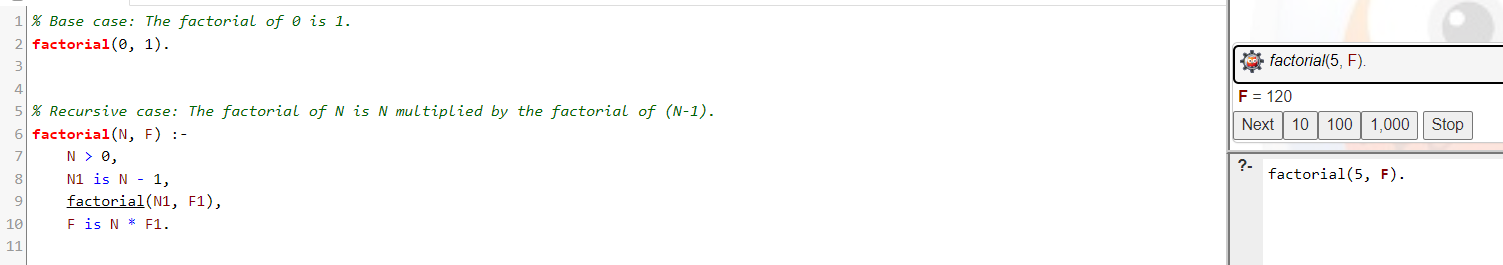 1 % Base case: The factorial of 0 is 1.
2 factorial(0, 1).
3
4
5 % Recursive case: The factorial of N is N multiplied by the factorial of (N-1).
6 factorial(N, F) :-
7     N > 0,
8     N1 is N - 1,
9     factorial(N1, F1),
10     F is N * F1.
11
factorial(5, F).
F = 120
Next 10 100 1,000 Stop
?- factorial(5, F).